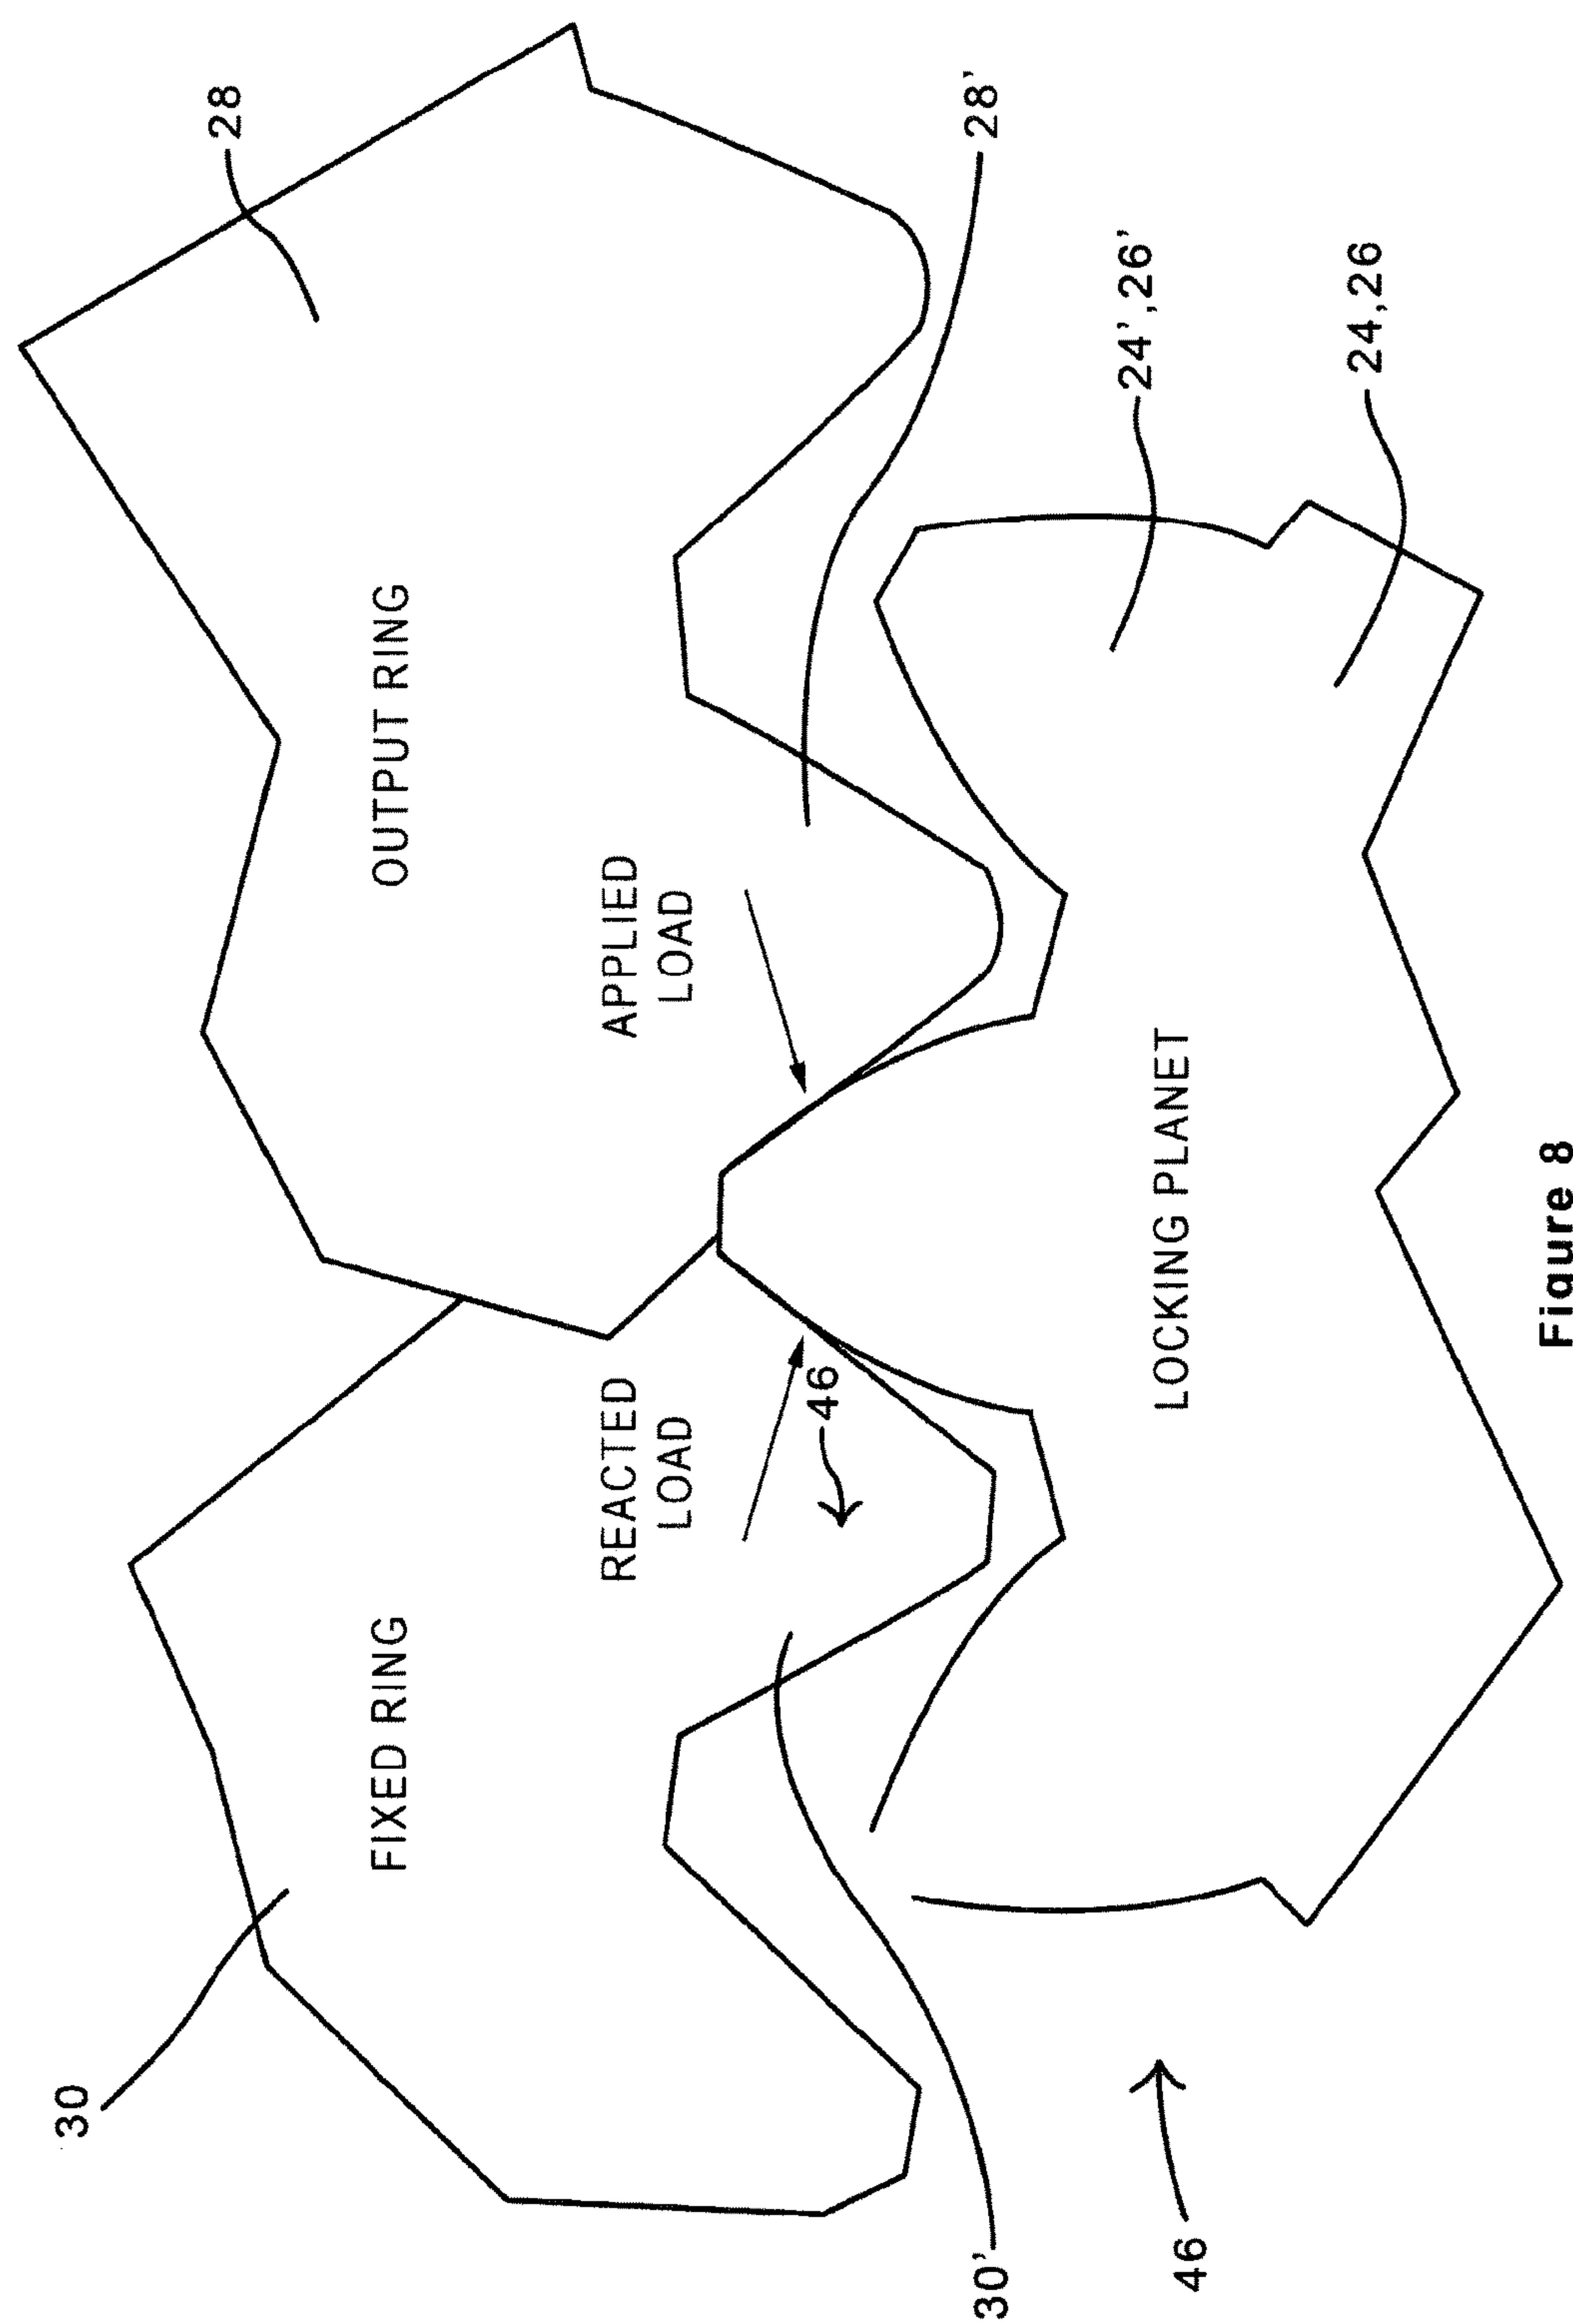 30
28
FIXED RING
OUTPUT RING
REACTED
LOAD
APPLIED
LOAD
46
30'
28'
24',26'
46
LOCKING PLANET
24,26
Figure 8